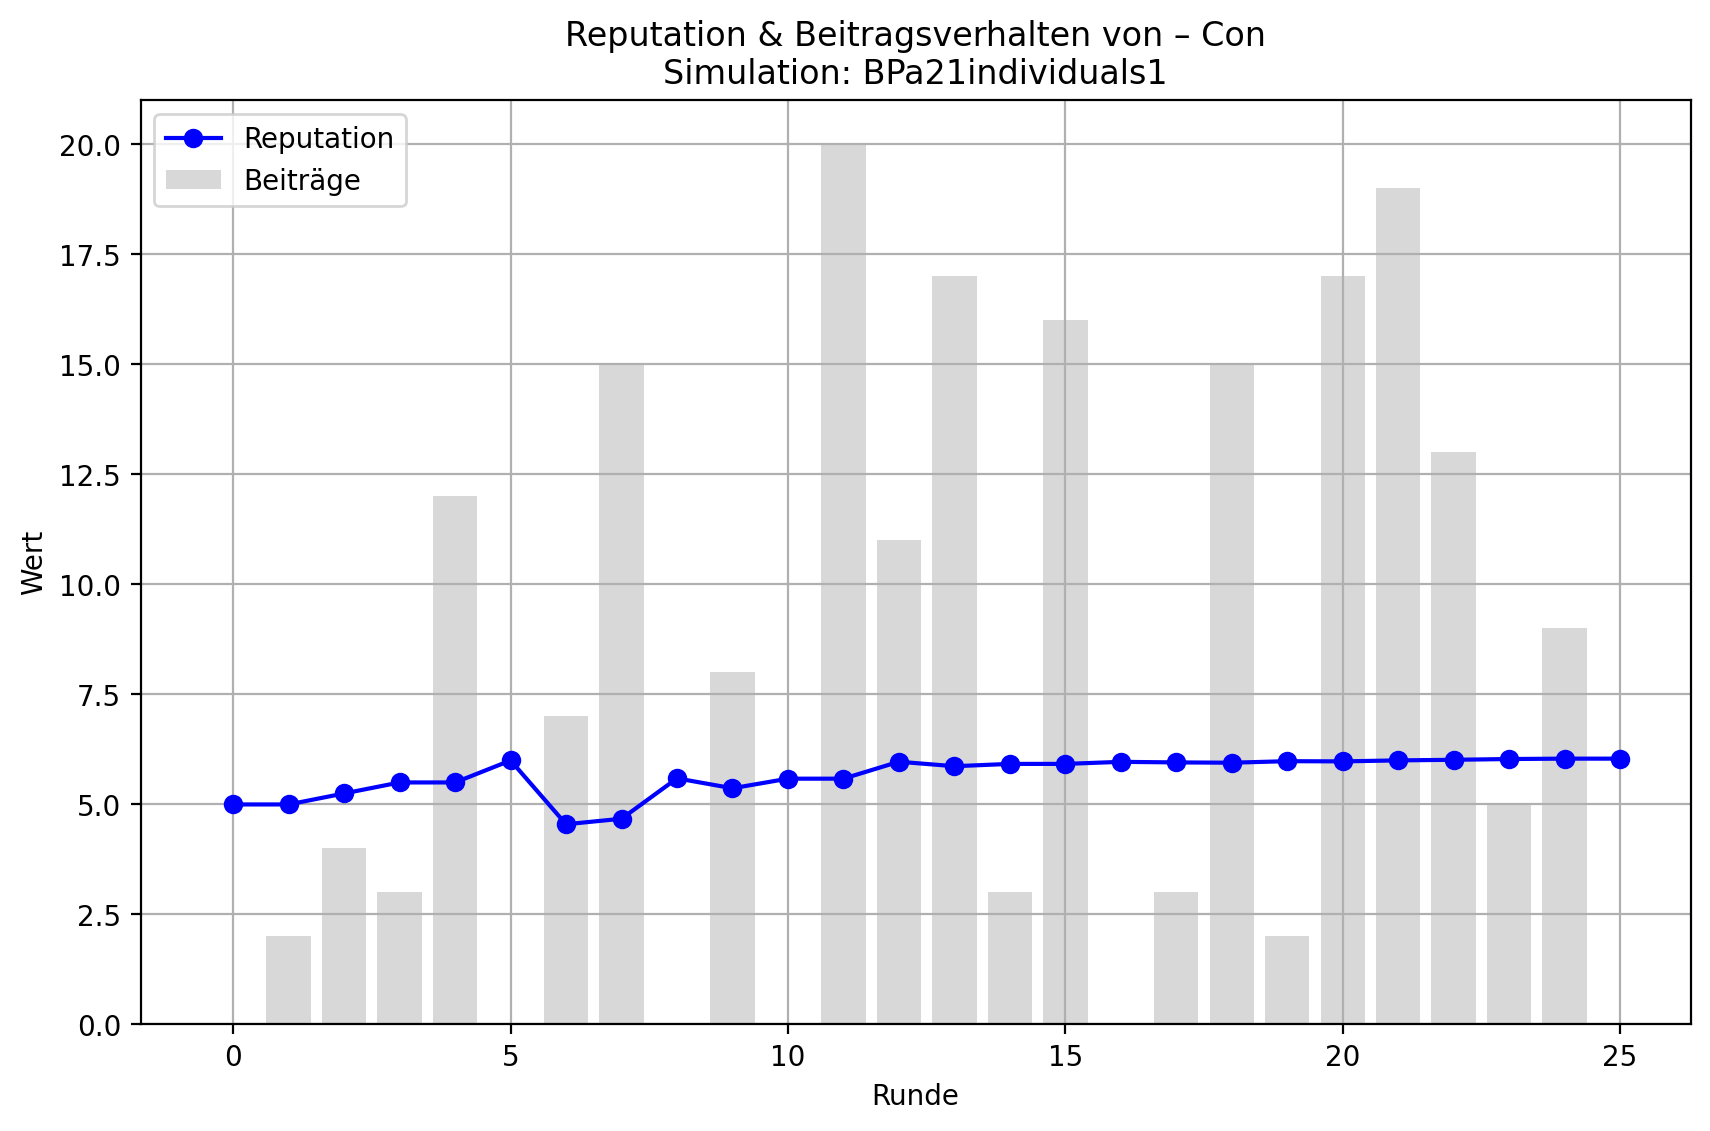 Reputation & Beitragsverhalten von – Con
Simulation: BPa21individuals1
Reputation
Beiträge
20.0
17.5
15.0
12.5
10.0
7.5
5.0
2.5
0.0
Wert
0 5 10 15 20 25
Runde